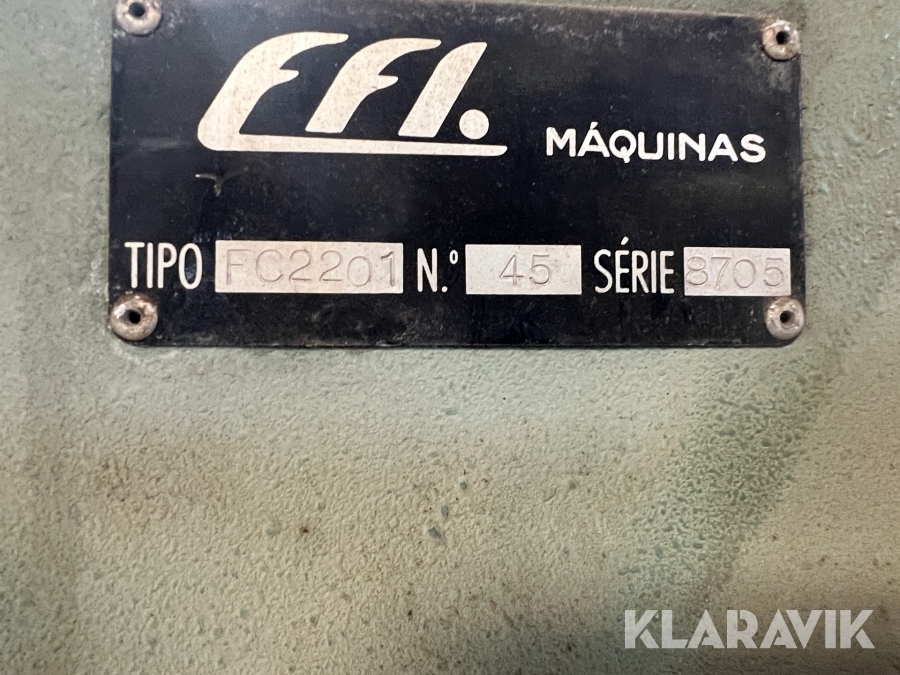 EFI. MÁQUINAS
TIPO FC2201 N.º 45 SÉRIE 8705
KLARAVIK